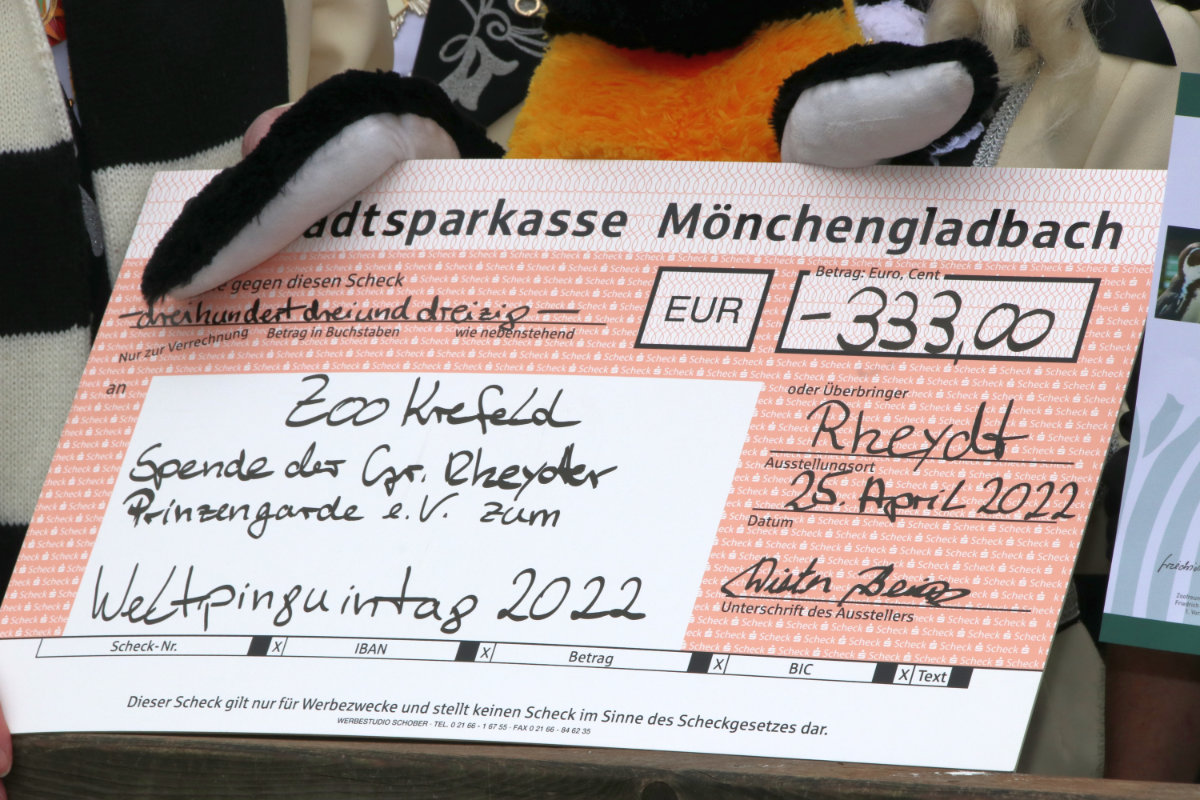 adtsparkasse Mönchengladbach
e gegen diesen Scheck
Betrag: Euro, Cent
EUR
-333,00
-dreihundertdreiund dreizig-
Nur zur Verrechnung Betrag in Buchstaben wie nebenstehend
an
oder Überbringer
Zoo Krefeld
Spende der Gr. Rheydter
Prinzengarde e.V. zum
Weltpinguintag 2022
Rheydt
Ausstellungsort
25. April 2022
Datum
Unterschrift des Ausstellers
Scheck-Nr. X IBAN X Betrag X BIC X Text
Dieser Scheck gilt nur für Werbezwecke und stellt keinen Scheck im Sinne des Scheckgesetzes dar.
WERBESTUDIO SCHOBER · TEL. 0 21 66 - 1 87 55 · FAX 0 21 66 - 84 62 35